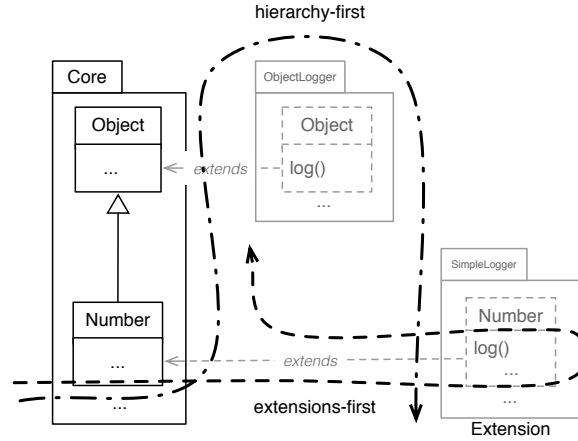 hierarchy-first
Core
Object
...
ObjectLogger
Object
log()
...
extends
SimpleLogger
Number
log()
...
Number
...
...
extends
extensions-first
Extension